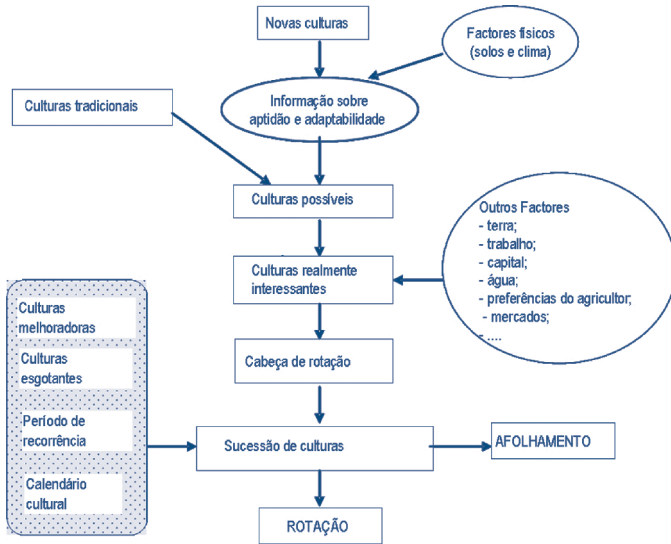 Novas culturas
Factores físicos
(solos e clima)
Informação sobre
aptidão e adaptabilidade
Culturas tradicionais
Culturas possíveis
Outros Factores
- terra;
- trabalho;
- capital;
- água;
- preferências do agricultor;
- mercados;
- ....
Culturas realmente
interessantes
Culturas
melhoradoras
Culturas
esgotantes
Período de
recorrência
Calendário
cultural
Cabeça de rotação
Sucessão de culturas
AFOLHAMENTO
ROTAÇÃO